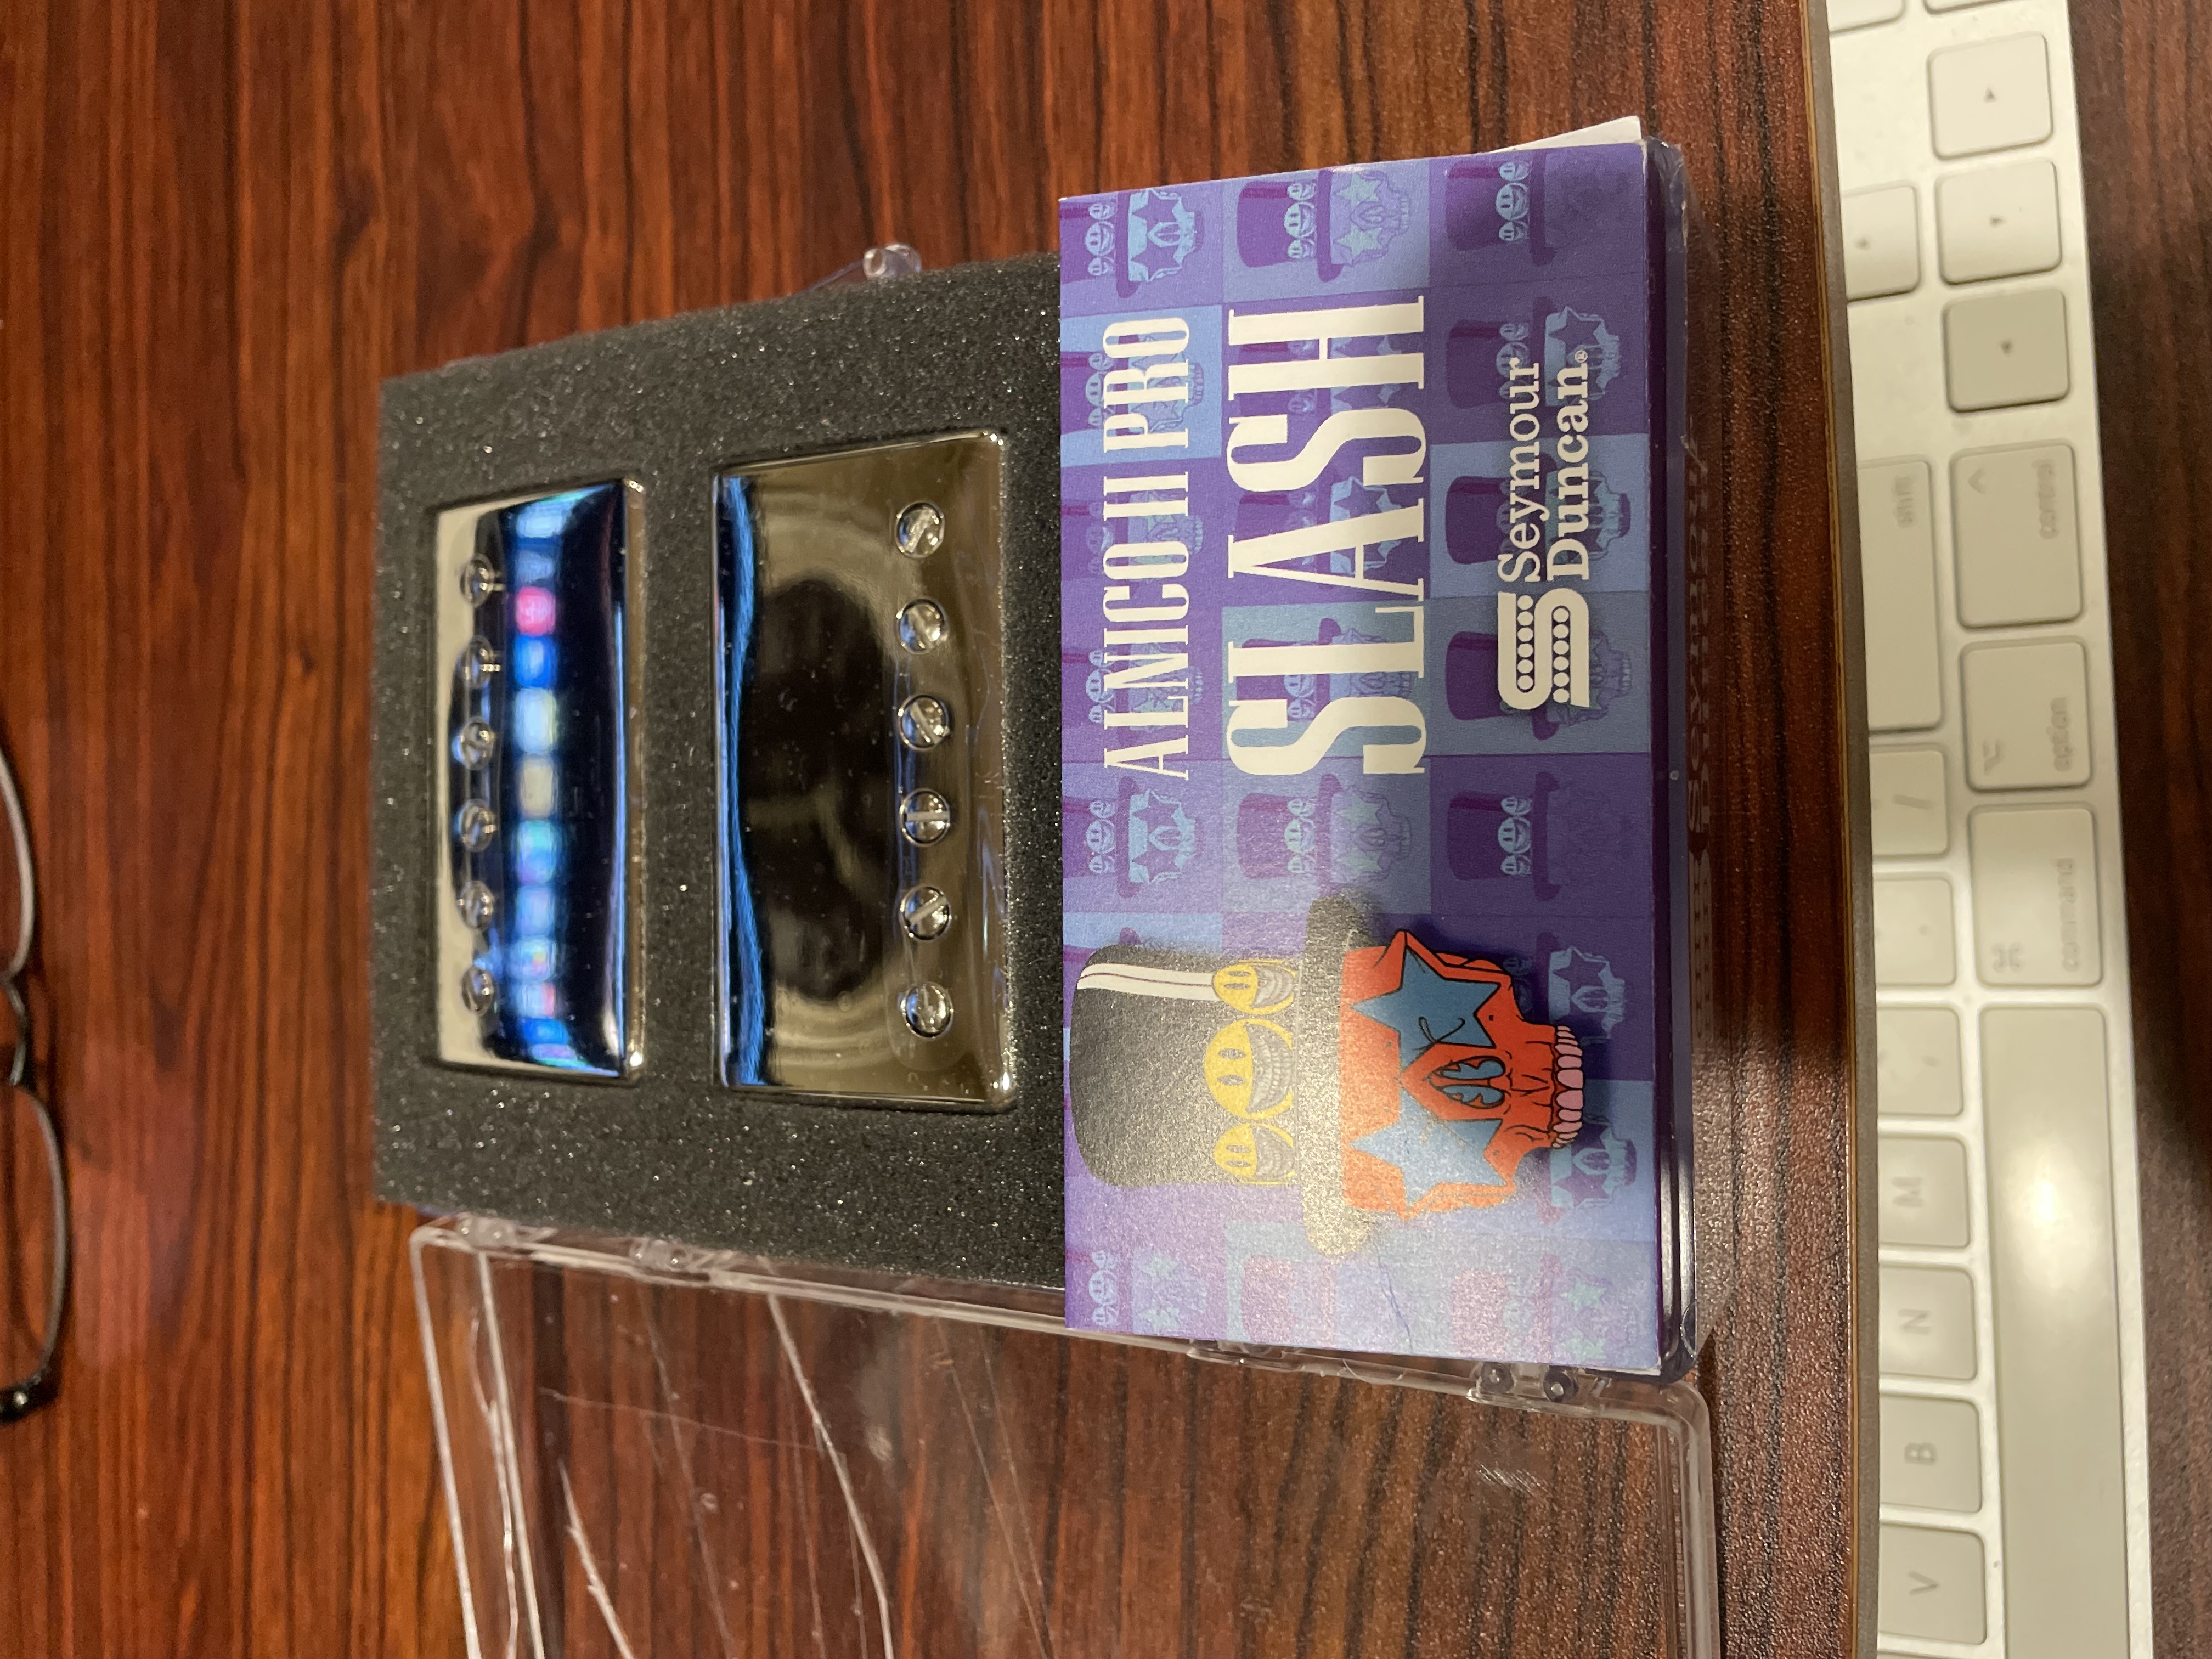 ALNICO II PRO
SLASH
Seymour
Duncan.®
shift
control
option
command
/
M
N
B
V